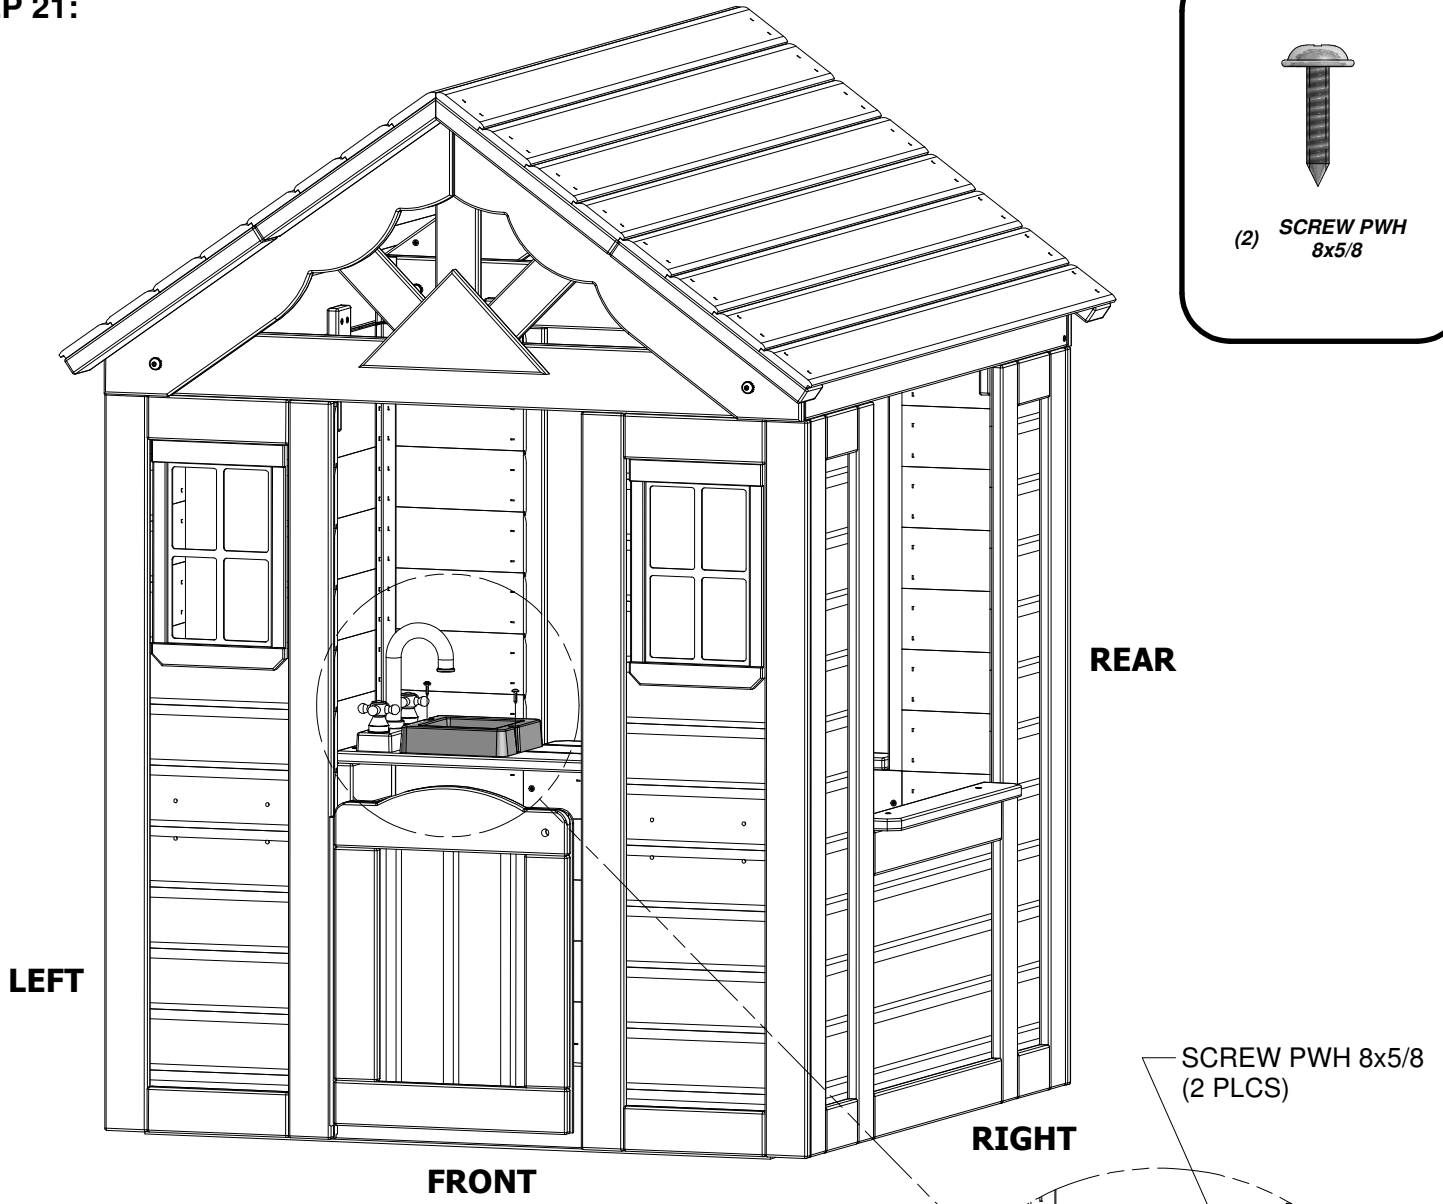 P 21:
(2) SCREW PWH
8x5/8
REAR
LEFT
SCREW PWH 8x5/8
(2 PLCS)
RIGHT
FRONT